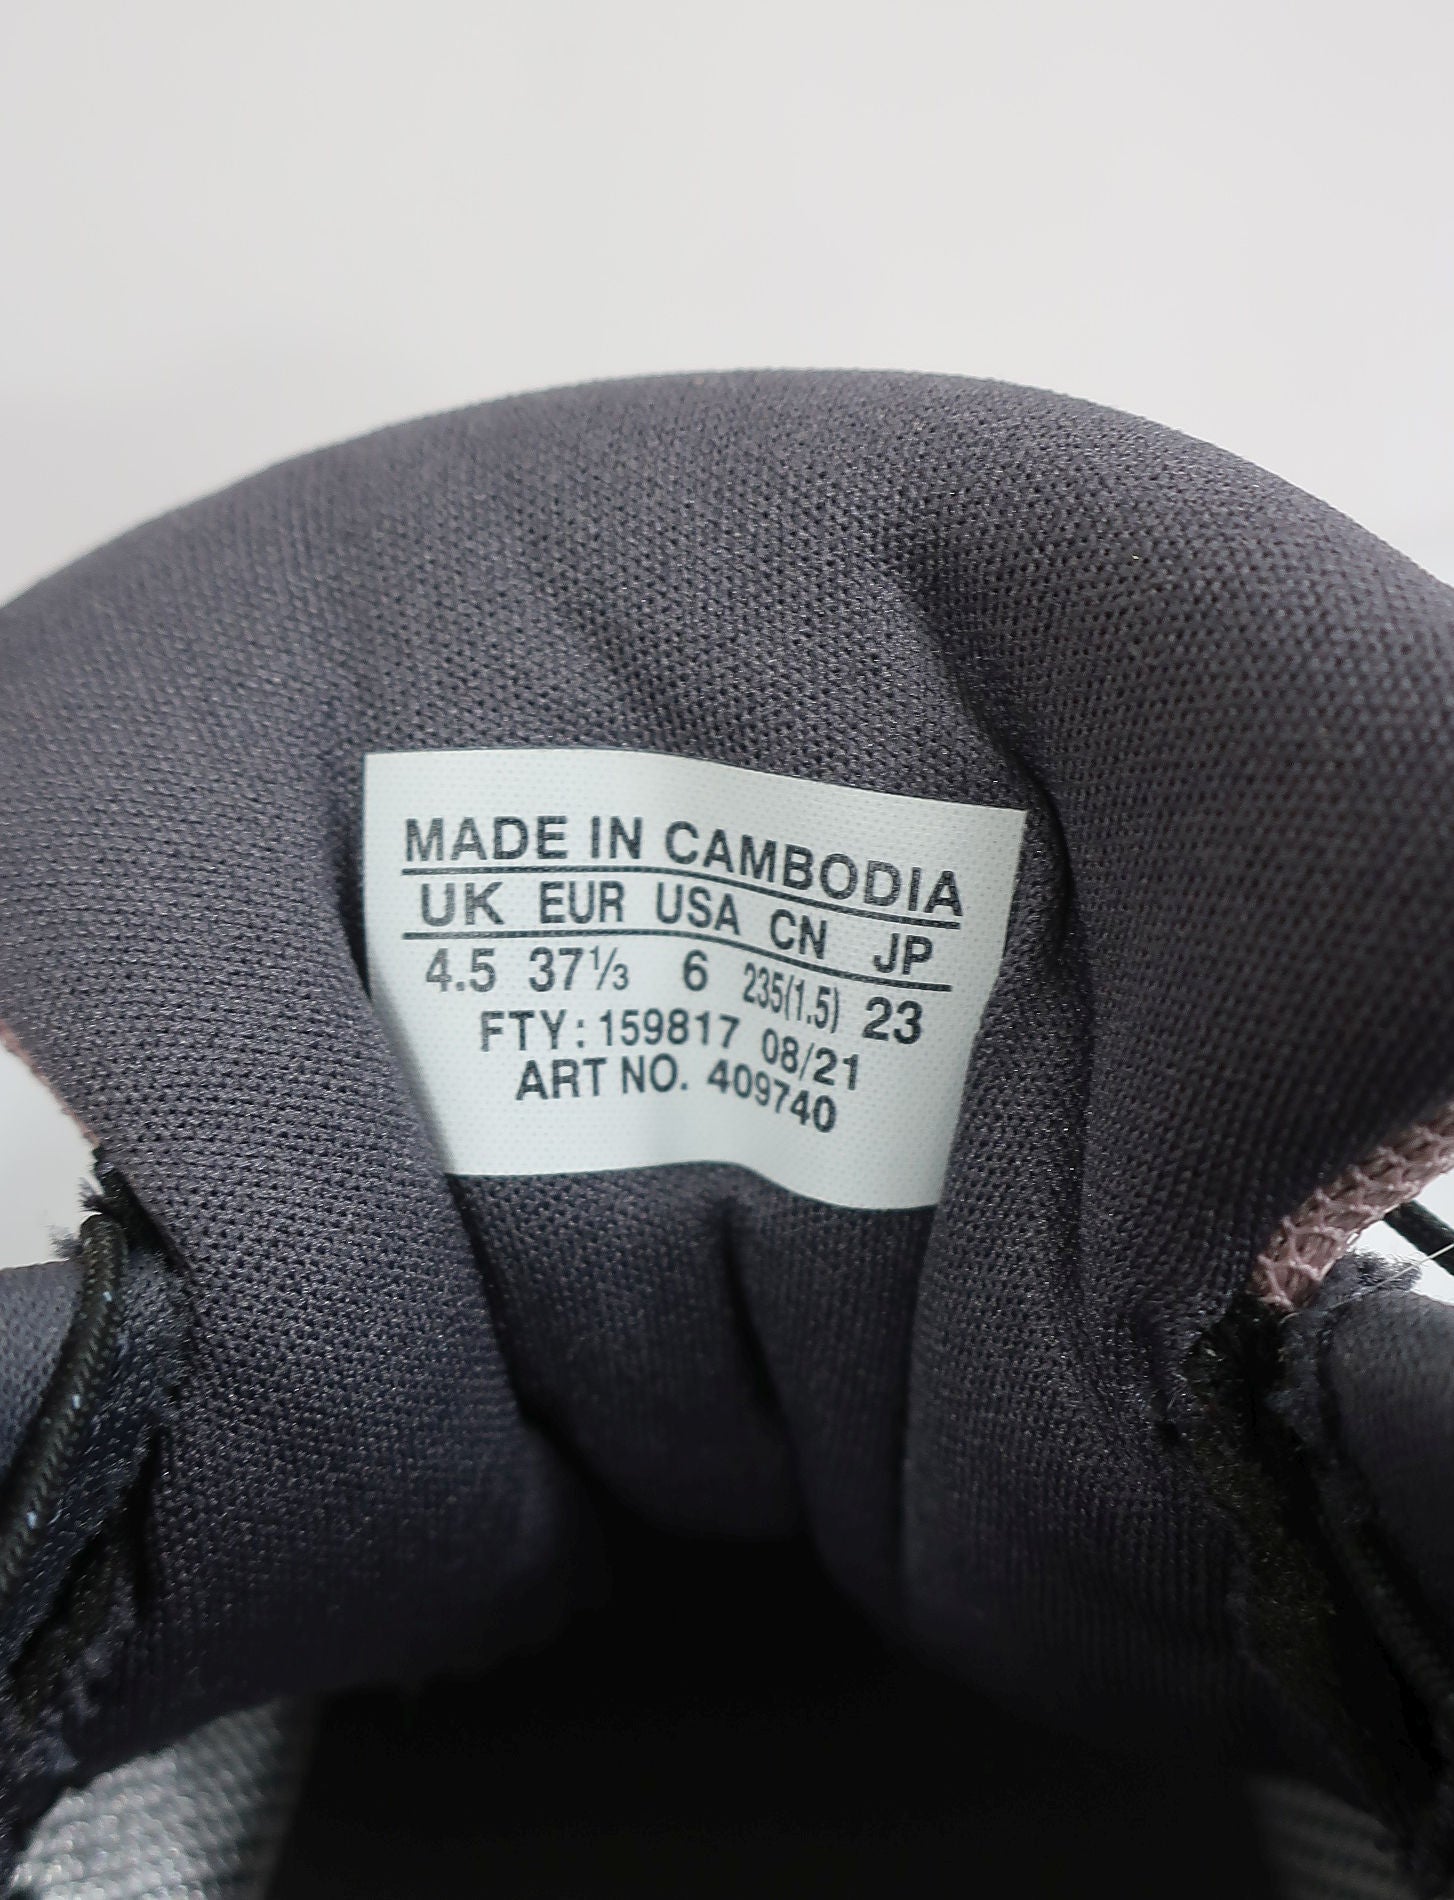 MADE IN CAMBODIA
UK EUR USA CN JP
4.5 37⅓ 6 235(1.5) 23
FTY: 159817 08/21
ART NO. 409740